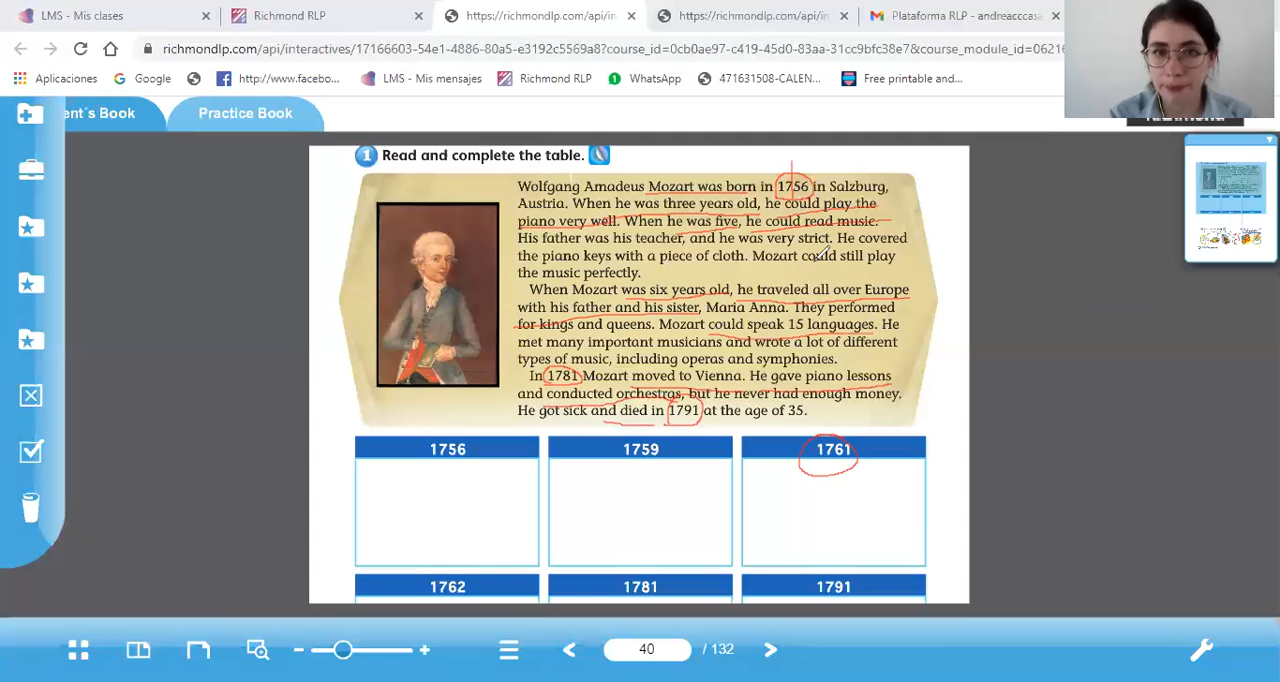 LMS - Mis clases
Richmond RLP
https://richmondlp.com/api/in
https://richmondlp.com/api/in
Plataforma RLP - andreacccasa
richmondlp.com/api/interactives/17166603-54e1-4886-80a5-e3192c5569a8?course_id=0cb0ae97-c419-45d0-83aa-31cc9bfc38e7&course_module_id=06216
Aplicaciones
Google
http://www.facebo...
LMS - Mis mensajes
Richmond RLP
WhatsApp
471631508-CALEN...
Free printable and...
ent´s Book
Practice Book
1 Read and complete the table.
Wolfgang Amadeus Mozart was born in 1756 in Salzburg,
Austria. When he was three years old, he could play the
piano very well. When he was five, he could read music.
His father was his teacher, and he was very strict. He covered
the piano keys with a piece of cloth. Mozart could still play
the music perfectly.
When Mozart was six years old, he traveled all over Europe
with his father and his sister, Maria Anna. They performed
for kings and queens. Mozart could speak 15 languages. He
met many important musicians and wrote a lot of different
types of music, including operas and symphonies.
In 1781 Mozart moved to Vienna. He gave piano lessons
and conducted orchestras, but he never had enough money.
He got sick and died in 1791 at the age of 35.
1756
1759
1761
1762
1781
1791
40
/ 132